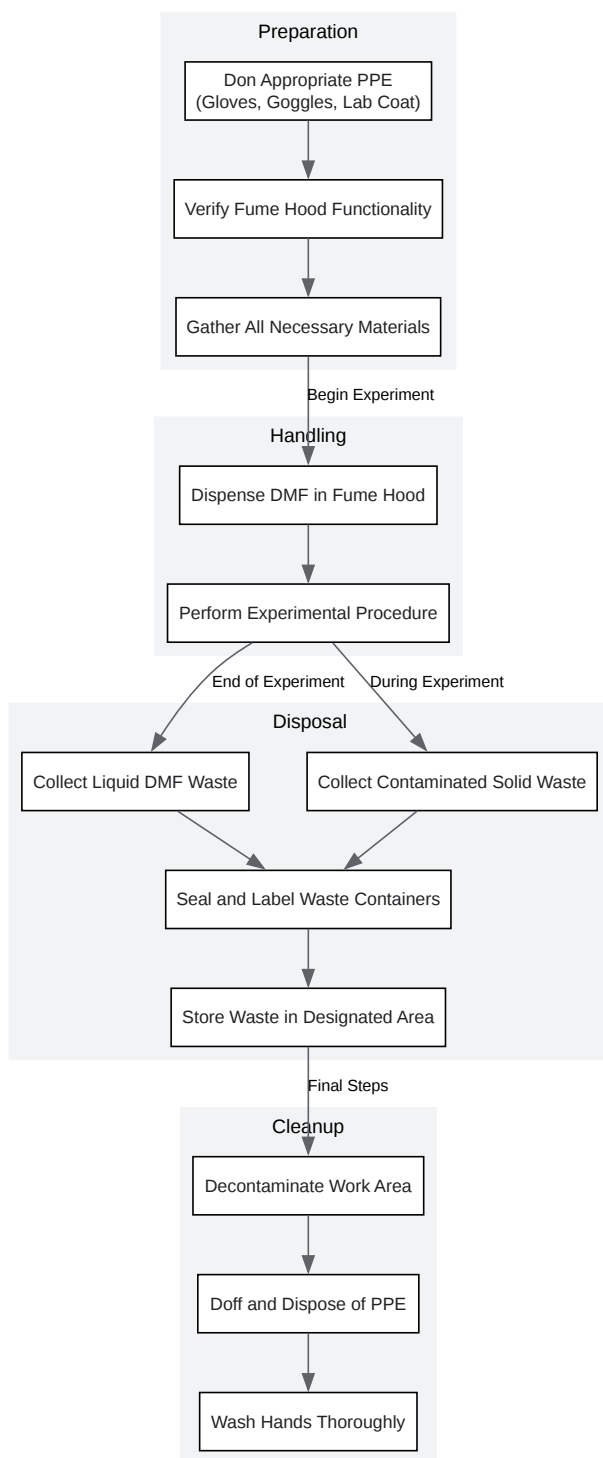 Preparation
Don Appropriate PPE
(Gloves, Goggles, Lab Coat)
Verify Fume Hood Functionality
Gather All Necessary Materials
Begin Experiment
Handling
Dispense DMF in Fume Hood
Perform Experimental Procedure
End of Experiment
During Experiment
Disposal
Collect Liquid DMF Waste
Collect Contaminated Solid Waste
Seal and Label Waste Containers
Store Waste in Designated Area
Final Steps
Cleanup
Decontaminate Work Area
Doff and Dispose of PPE
Wash Hands Thoroughly